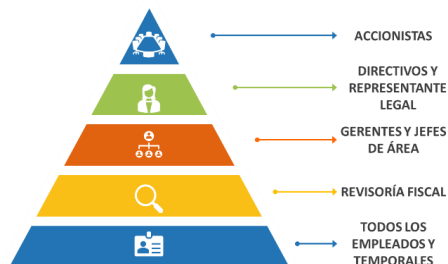 ACCIONISTAS
DIRECTIVOS Y
REPRESENTANTE
LEGAL
GERENTES Y JEFES
DE ÁREA
REVISORÍA FISCAL
TODOS LOS
EMPLEADOS Y
TEMPORALES